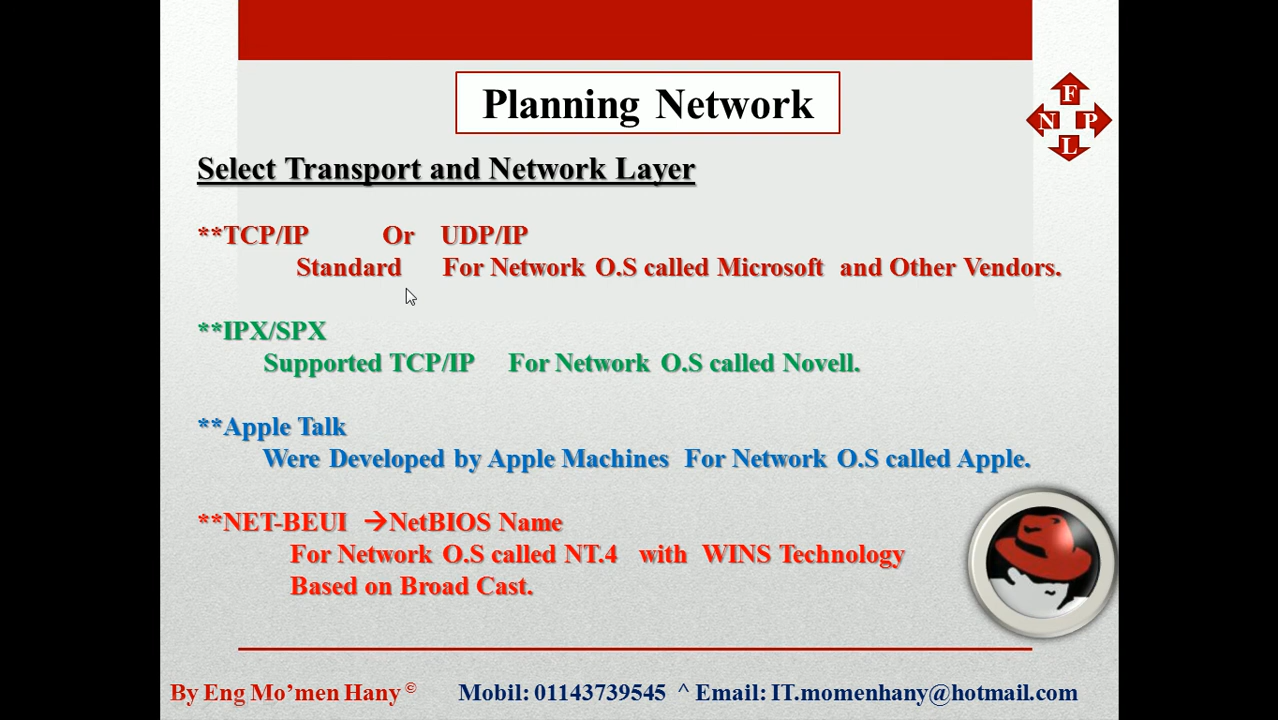 Planning Network
F
N P
L
Select Transport and Network Layer
**TCP/IP Or UDP/IP
Standard For Network O.S called Microsoft and Other Vendors.
**IPX/SPX
Supported TCP/IP For Network O.S called Novell.
**Apple Talk
Were Developed by Apple Machines For Network O.S called Apple.
**NET-BEUI →NetBIOS Name
For Network O.S called NT.4 with WINS Technology
Based on Broad Cast.
By Eng Mo’men Hany © Mobil: 01143739545 ^ Email: IT.momenhany@hotmail.com